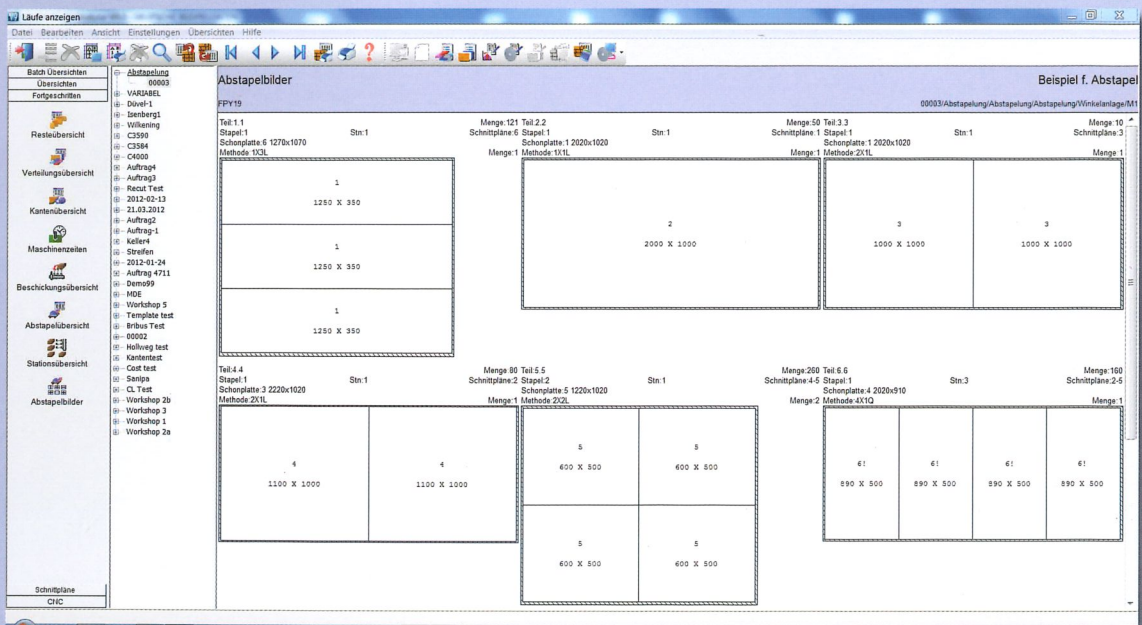 Läufe anzeigen
Datei Bearbeiten Ansicht Einstellungen Übersichten Hilfe
Batch Übersichten
Übersichten
Fortgeschritten
Resteübersicht
Verteilungsübersicht
Kantenübersicht
Maschinenzeiten
Beschickungsübersicht
Abstapelübersicht
Stationsübersicht
Abstapelbilder
Schnittpläne
CNC
Abstapelung
00003
VARIABEL
Düvel-1
Isenberg1
Wilkening
C3590
C3584
C4000
Auftrag4
Auftrag3
Recut Test
2012-02-13
21.03.2012
Auftrag2
Auftrag-1
Keller4
Streifen
2012-01-24
Auftrag 4711
Demo99
MDE
Workshop 5
Template test
Bribus Test
00002
Hollweg test
Kantentest
Cost test
Sanipa
CL Test
Workshop 2b
Workshop 3
Workshop 1
Workshop 2a
Abstapelbilder Beispiel f. Abstapel
FPY19 00003/Abstapelung/Abstapelung/Abstapelung/Winkelanlage/M1
Teil:1.1 Menge:121
Stapel:1 Stn:1 Schnittpläne:6
Schonplatte:6 1270x1070
Methode:1X3L Menge:1
1
1250 X 350
1
1250 X 350
1
1250 X 350
Teil:2.2 Menge:50
Stapel:1 Stn:1 Schnittpläne:1
Schonplatte:1 2020x1020
Methode:1X1L Menge:1
2
2000 X 1000
Teil:3.3 Menge:10
Stapel:1 Stn:1 Schnittpläne:3
Schonplatte:1 2020x1020
Methode:2X1L Menge:1
3 3
1000 X 1000 1000 X 1000
Teil:4.4 Menge:80
Stapel:1 Stn:1 Schnittpläne:2
Schonplatte:3 2220x1020
Methode:2X1L Menge:1
4 4
1100 X 1000 1100 X 1000
Teil:5.5 Menge:260
Stapel:2 Stn:1 Schnittpläne:4-5
Schonplatte:5 1220x1020
Methode:2X2L Menge:2
5 5
600 X 500 600 X 500
5 5
600 X 500 600 X 500
Teil:6.6 Menge:160
Stapel:1 Stn:3 Schnittpläne:2-5
Schonplatte:4 2020x910
Methode:4X1Q Menge:1
6! 6! 6! 6!
890 X 500 890 X 500 890 X 500 890 X 500